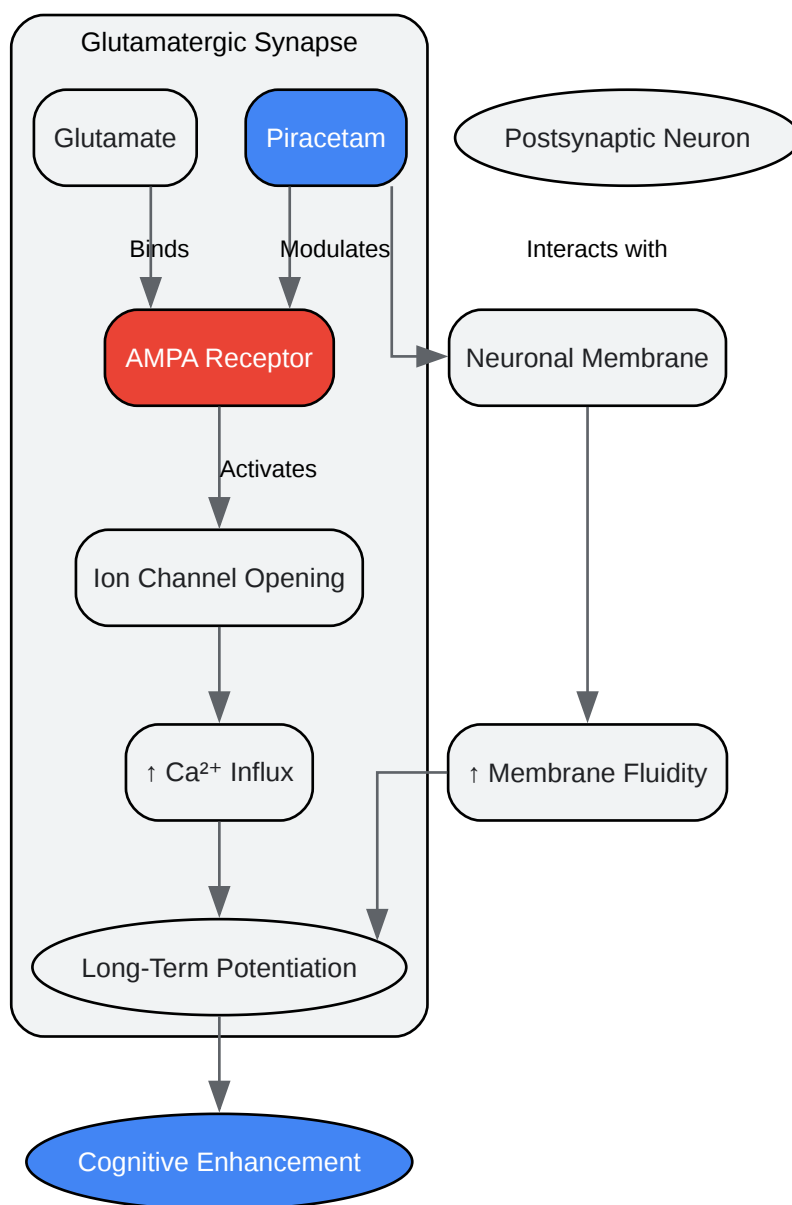 Glutamatergic Synapse
Glutamate
Piracetam
Postsynaptic Neuron
Binds
Modulates
Interacts with
AMPA Receptor
Neuronal Membrane
Activates
Ion Channel Opening
↑ Ca²⁺ Influx
↑ Membrane Fluidity
Long-Term Potentiation
Cognitive Enhancement